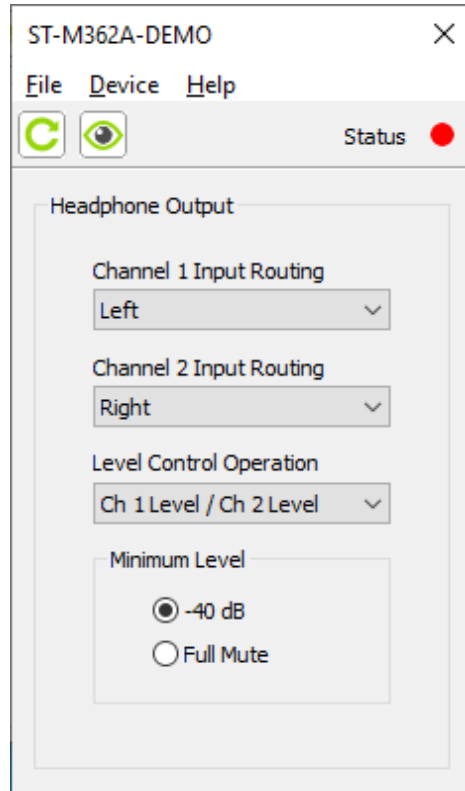 ST-M362A-DEMO
File Device Help
Status
Headphone Output
Channel 1 Input Routing
Left
Channel 2 Input Routing
Right
Level Control Operation
Ch 1 Level / Ch 2 Level
Minimum Level
-40 dB
Full Mute